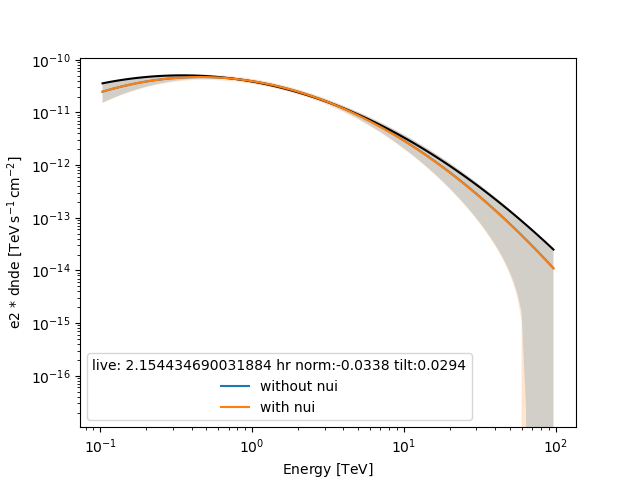 10⁻¹⁰
10⁻¹¹
10⁻¹²
10⁻¹³
10⁻¹⁴
10⁻¹⁵
10⁻¹⁶
e2 * dnde [TeV s⁻¹ cm⁻²]
live: 2.154434690031884 hr norm:-0.0338 tilt:0.0294
without nui
with nui
10⁻¹ 10⁰ 10¹ 10²
Energy [TeV]